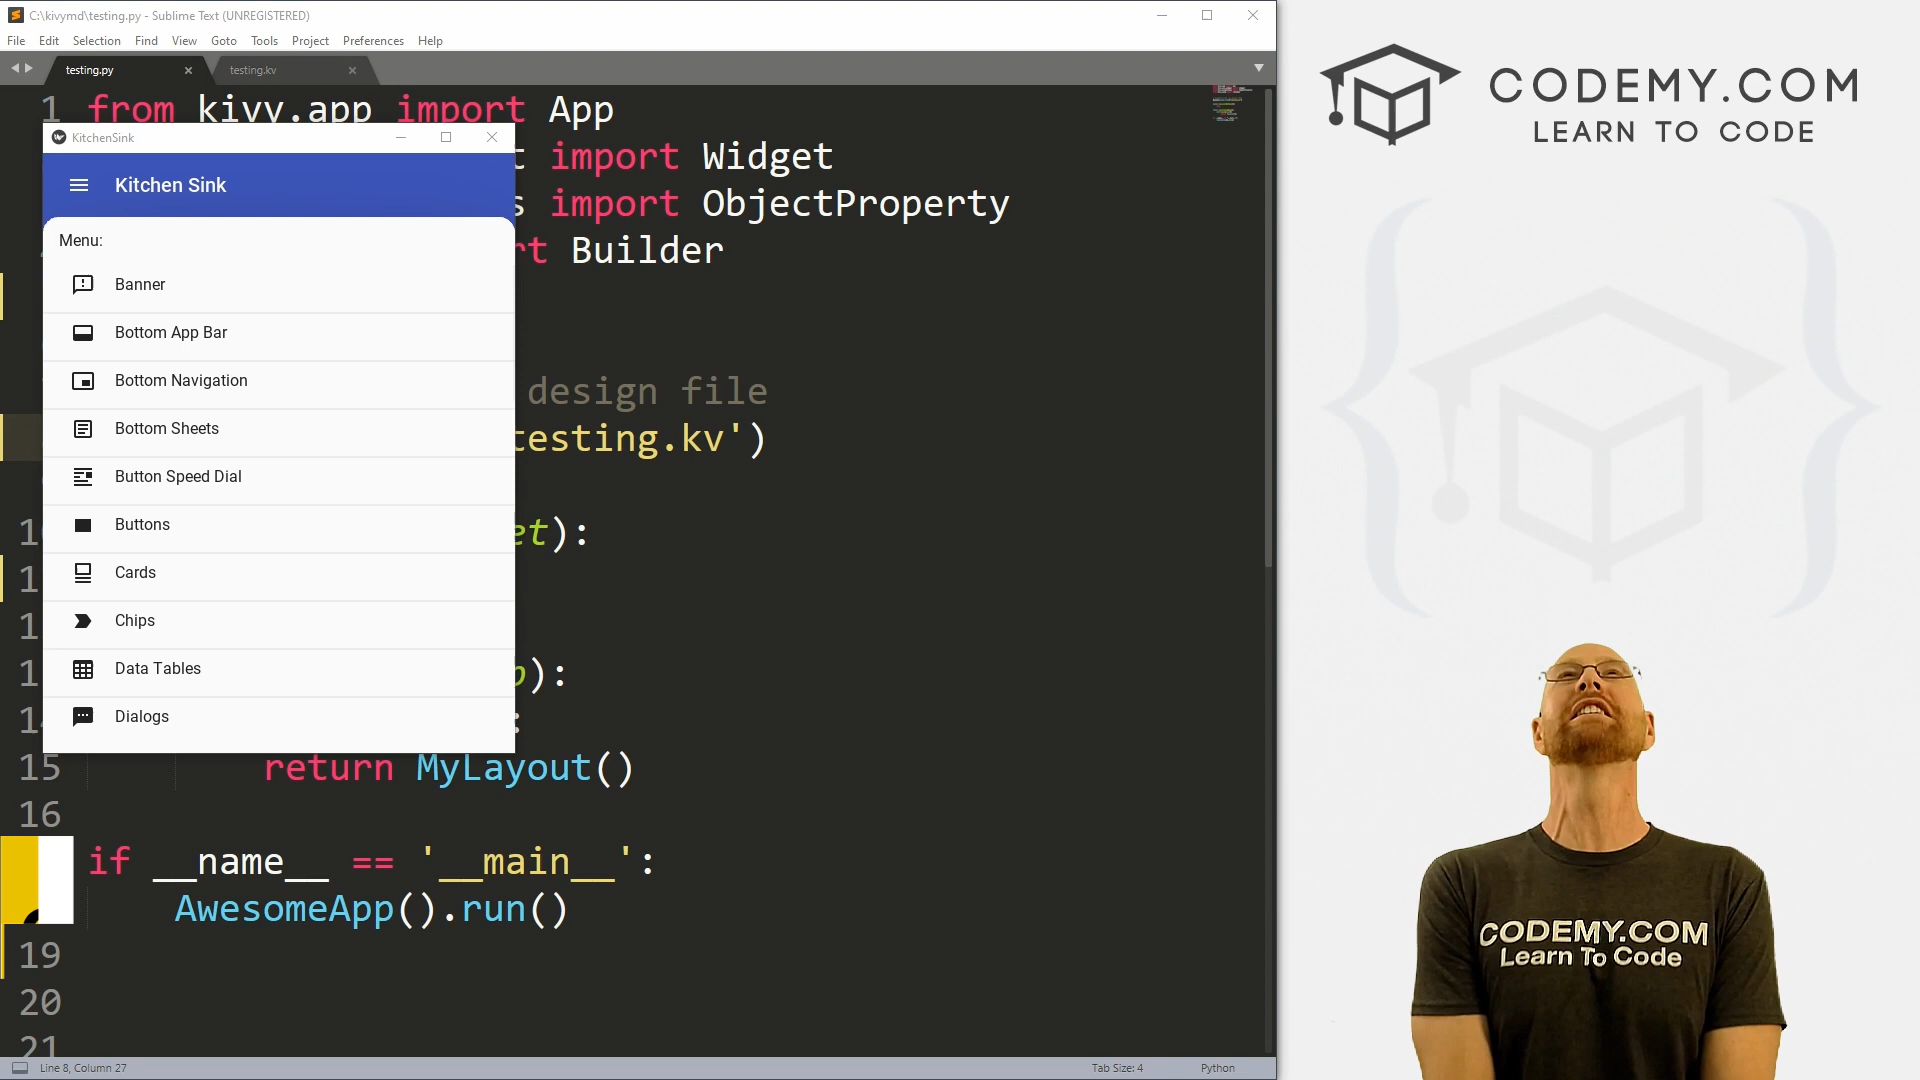 C:\kivymd\testing.py - Sublime Text (UNREGISTERED)
File Edit Selection Find View Goto Tools Project Preferences Help
testing.py
testing.kv
1 from kivy.app import App
import Widget
s import ObjectProperty
import Builder
design file
testing.kv')
):
):
:
15 return MyLayout()
16
if __name__ == '__main__':
AwesomeApp().run()
19
20
21
KitchenSink
Kitchen Sink
Menu:
Banner
Bottom App Bar
Bottom Navigation
Bottom Sheets
Button Speed Dial
Buttons
Cards
Chips
Data Tables
Dialogs
Line 8, Column 27
Tab Size: 4
Python
CODEMY.COM
LEARN TO CODE
CODEMY.COM
Learn To Code